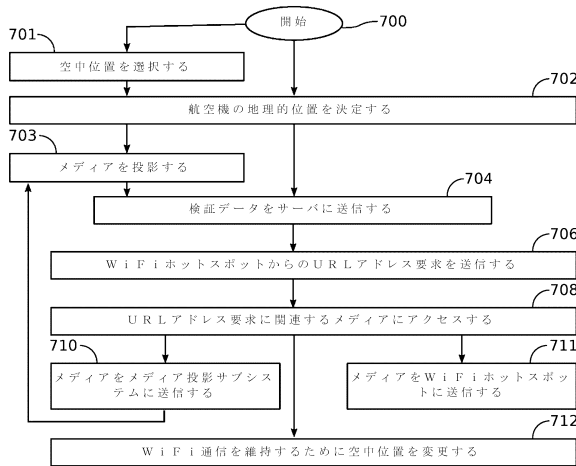 開始
700
701
空中位置を選択する
702
航空機の地理的位置を決定する
703
メディアを投影する
704
検証データをサーバに送信する
706
ＷｉＦｉホットスポットからのＵＲＬアドレス要求を送信する
708
ＵＲＬアドレス要求に関連するメディアにアクセスする
710
メディアをメディア投影サブシス
テムに送信する
711
メディアをＷｉＦｉホットスポッ
トに送信する
712
ＷｉＦｉ通信を維持するために空中位置を変更する